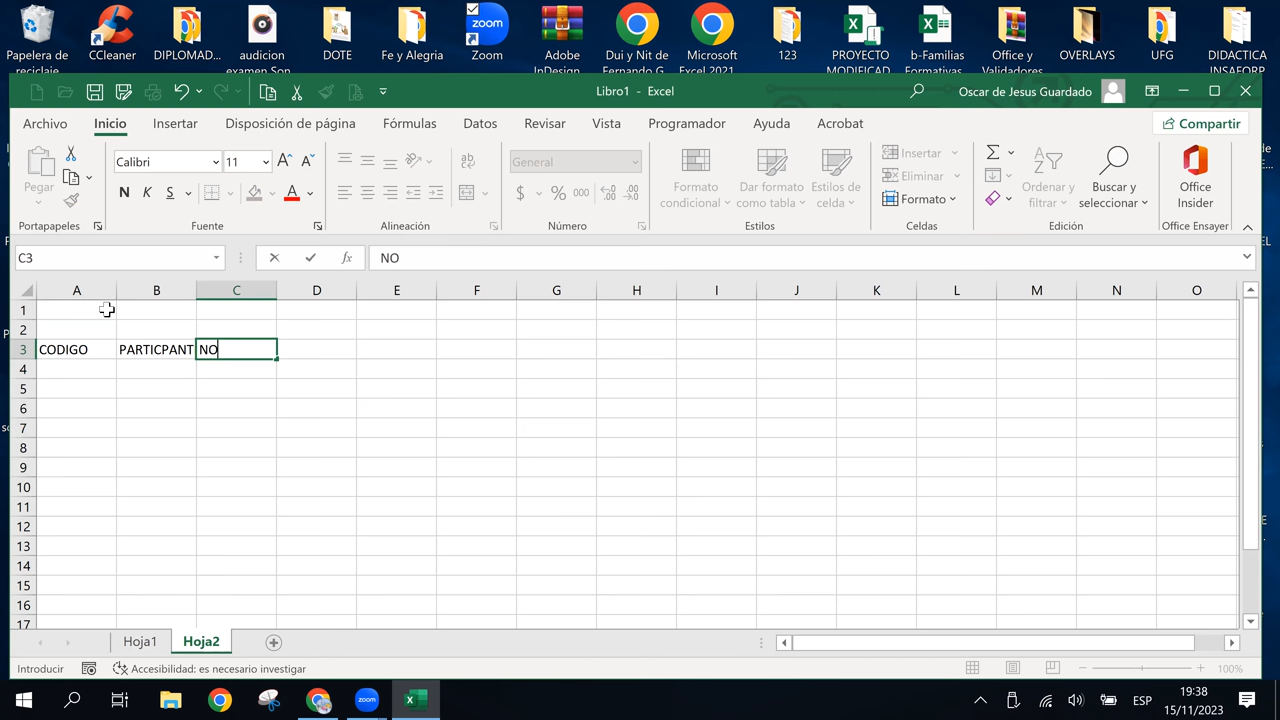 Papelera de reciclaje
CCleaner
DIPLOMAD...
audicion examen Son
DOTE
Fe y Alegria
zoom
Zoom
Adobe InDesign
Dui y Nit de Fernando G
Microsoft Excel 2021
123
PROYECTO MODIFICAD
b-Familias Formativas
Office y Validadores
OVERLAYS
UFG
DIDACTICA INSAFORP
Libro1 - Excel
Oscar de Jesus Guardado
Archivo Inicio Insertar Disposición de página Fórmulas Datos Revisar Vista Programador Ayuda Acrobat Compartir
Pegar
Calibri 11
N K S
A
ab
General
$ % 000
Formato condicional
Dar formato como tabla
Estilos de celda
Insertar
Eliminar
Formato
Ordenar y filtrar
Buscar y seleccionar
Office Insider
Portapapeles Fuente Alineación Número Estilos Celdas Edición Office Ensayer
C3 fx NO
A B C D E F G H I J K L M N O
1
2
3 CODIGO PARTICPANT NO
4
5
6
7
8
9
10
11
12
13
14
15
16
17
Hoja1 Hoja2
Introducir Accesibilidad: es necesario investigar 100%
ESP 19:38
15/11/2023